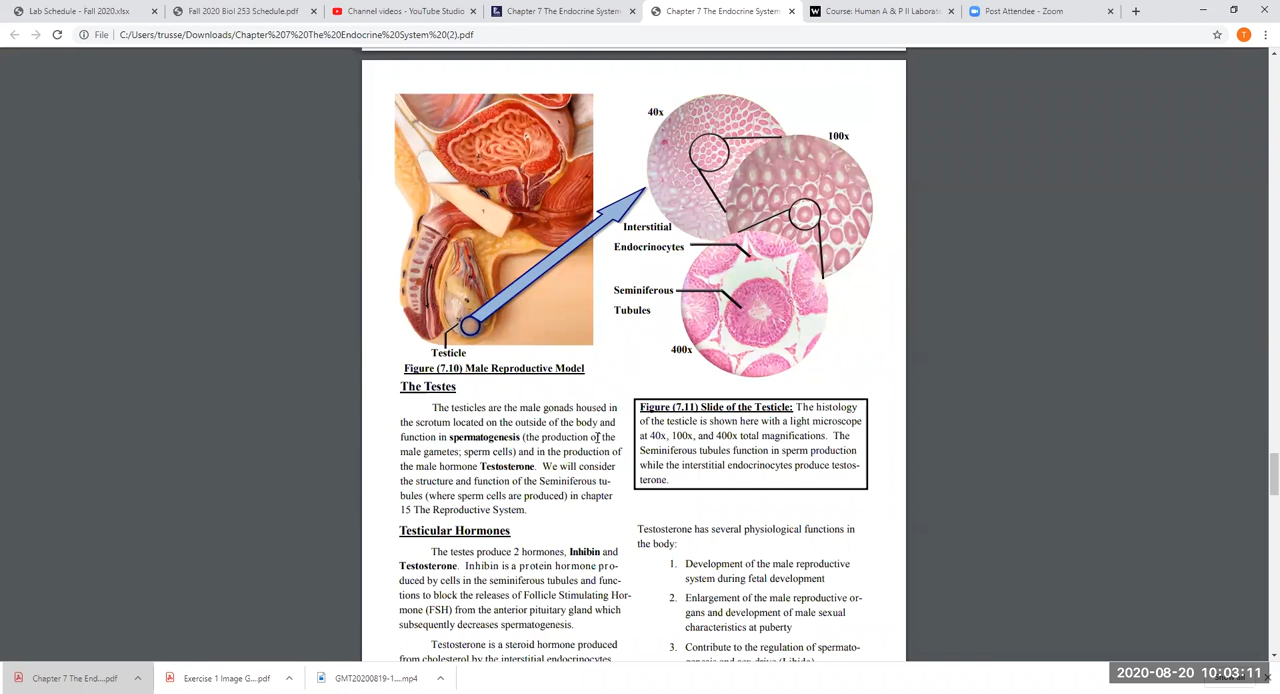 Lab Schedule - Fall 2020.xlsx
Fall 2020 Biol 253 Schedule.pdf
Channel videos - YouTube Studio
Chapter 7 The Endocrine System
Chapter 7 The Endocrine System
Course: Human A & P II Laborat
Post Attendee - Zoom
File
C:/Users/trusse/Downloads/Chapter%207%20The%20Endocrine%20System%20(2).pdf
T
40x
100x
Interstitial
Endocrinocytes
Seminiferous
Tubules
400x
Testicle
Figure (7.10) Male Reproductive Model
The Testes
The testicles are the male gonads housed in
the scrotum located on the outside of the body and
function in spermatogenesis (the production of the
male gametes; sperm cells) and in the production of
the male hormone Testosterone. We will consider
the structure and function of the Seminiferous tu-
bules (where sperm cells are produced) in chapter
15 The Reproductive System.
Testicular Hormones
The testes produce 2 hormones, Inhibin and
Testosterone. Inhibin is a protein hormone pro-
duced by cells in the seminiferous tubules and func-
tions to block the releases of Follicle Stimulating Hor-
mone (FSH) from the anterior pituitary gland which
subsequently decreases spermatogenesis.
Testosterone is a steroid hormone produced
from cholesterol by the interstitial endocrinocytes
Figure (7.11) Slide of the Testicle: The histology
of the testicle is shown here with a light microscope
at 40x, 100x, and 400x total magnifications. The
Seminiferous tubules function in sperm production
while the interstitial endocrinocytes produce testos-
terone.
Testosterone has several physiological functions in
the body:
1. Development of the male reproductive
system during fetal development
2. Enlargement of the male reproductive or-
gans and development of male sexual
characteristics at puberty
3. Contribute to the regulation of spermato-
genesis and sex drive (Libido)
Chapter 7 The End....pdf
Exercise 1 Image G....pdf
GMT20200819-1....mp4
2020-08-20 10:03:11